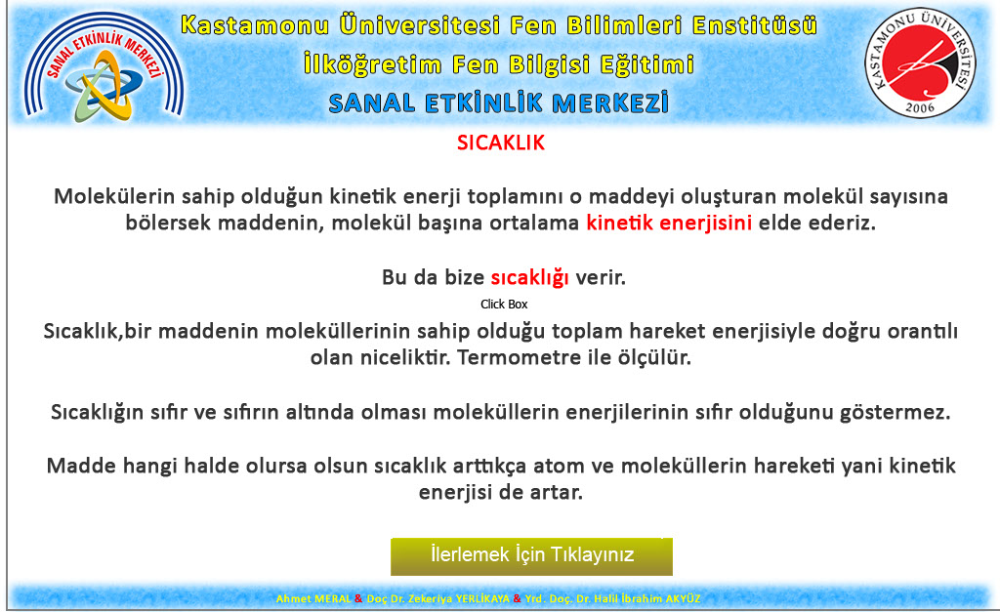 SANAL ETKİNLİK MERKEZİ
Kastamonu Üniversitesi Fen Bilimleri Enstitüsü
İlköğretim Fen Bilgisi Eğitimi
SANAL ETKİNLİK MERKEZİ
KASTAMONU ÜNİVERSİTESİ
2006
SICAKLIK
Molekülerin sahip olduğun kinetik enerji toplamını o maddeyi oluşturan molekül sayısına
bölersek maddenin, molekül başına ortalama kinetik enerjisini elde ederiz.
Bu da bize sıcaklığı verir.
Click Box
Sıcaklık,bir maddenin moleküllerinin sahip olduğu toplam hareket enerjisiyle doğru orantılı
olan niceliktir. Termometre ile ölçülür.
Sıcaklığın sıfır ve sıfırın altında olması moleküllerin enerjilerinin sıfır olduğunu göstermez.
Madde hangi halde olursa olsun sıcaklık arttıkça atom ve moleküllerin hareketi yani kinetik
enerjisi de artar.
İlerlemek İçin Tıklayınız
Ahmet MERAL & Doç Dr. Zekeriya YERLİKAYA & Yrd. Doç. Dr. Halil İbrahim AKYÜZ